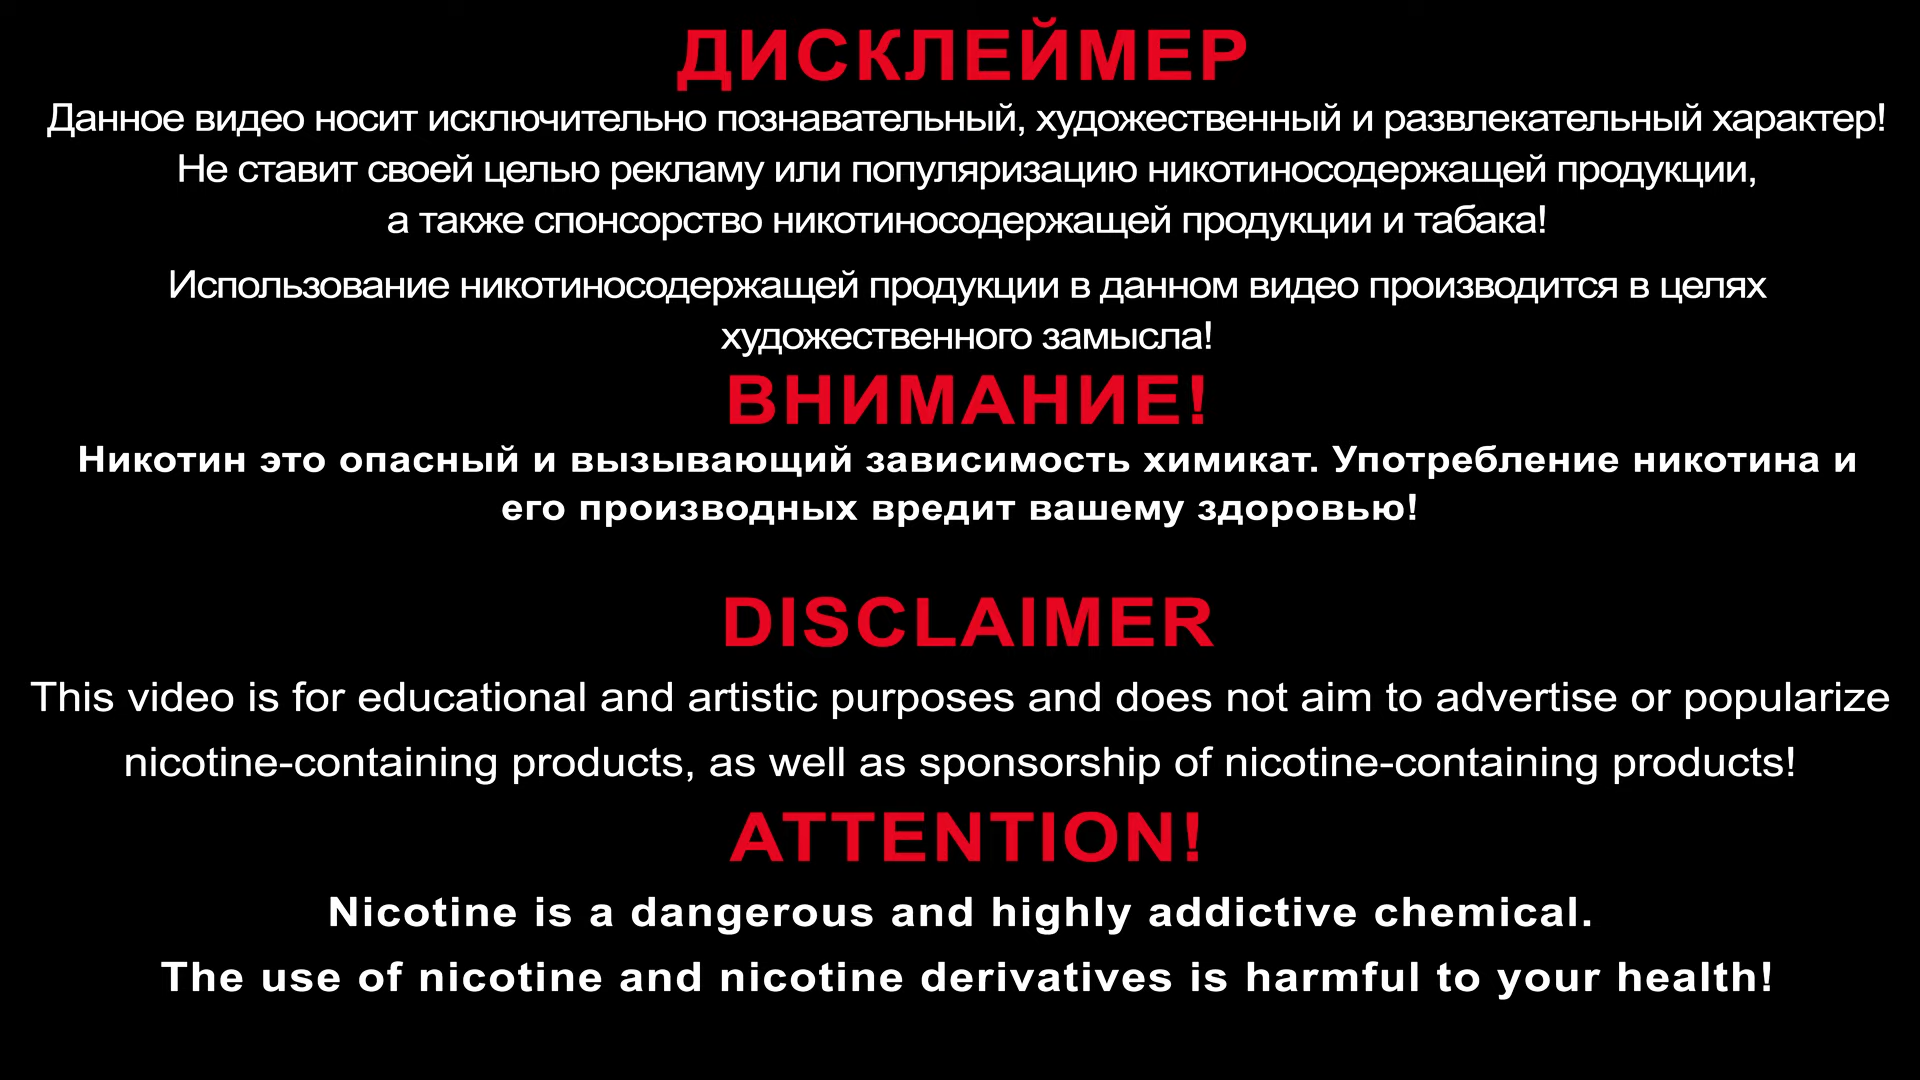 ДИСКЛЕЙМЕР
Данное видео носит исключительно познавательный, художественный и развлекательный характер!
Не ставит своей целью рекламу или популяризацию никотиносодержащей продукции,
а также спонсорство никотиносодержащей продукции и табака!
Использование никотиносодержащей продукции в данном видео производится в целях
художественного замысла!
ВНИМАНИЕ!
Никотин это опасный и вызывающий зависимость химикат. Употребление никотина и
его производных вредит вашему здоровью!
DISCLAIMER
This video is for educational and artistic purposes and does not aim to advertise or popularize
nicotine-containing products, as well as sponsorship of nicotine-containing products!
ATTENTION!
Nicotine is a dangerous and highly addictive chemical.
The use of nicotine and nicotine derivatives is harmful to your health!